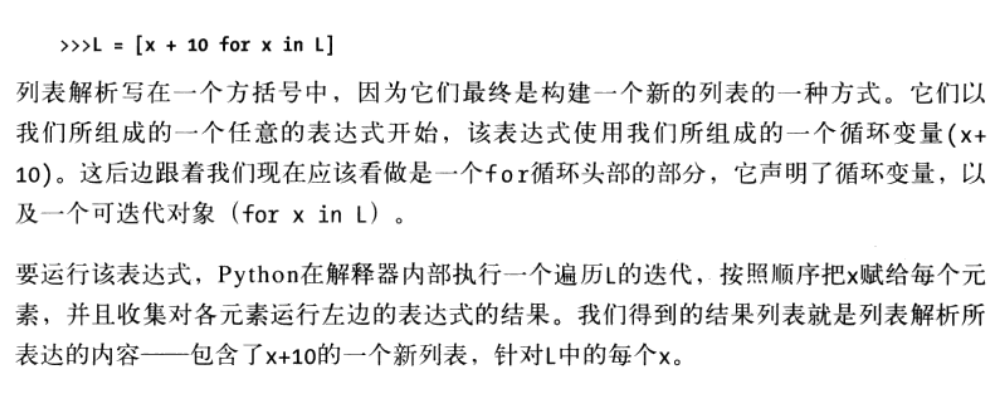 >>>L = [x + 10 for x in L]
列表解析写在一个方括号中，因为它们最终是构建一个新的列表的一种方式。它们以
我们所组成的一个任意的表达式开始，该表达式使用我们所组成的一个循环变量(x+
10)。这后边跟着我们现在应该看做是一个for循环头部的部分，它声明了循环变量，以
及一个可迭代对象（for x in L）。
要运行该表达式，Python在解释器内部执行一个遍历L的迭代，按照顺序把x赋给每个元
素，并且收集对各元素运行左边的表达式的结果。我们得到的结果列表就是列表解析所
表达的内容——包含了x+10的一个新列表，针对L中的每个x。